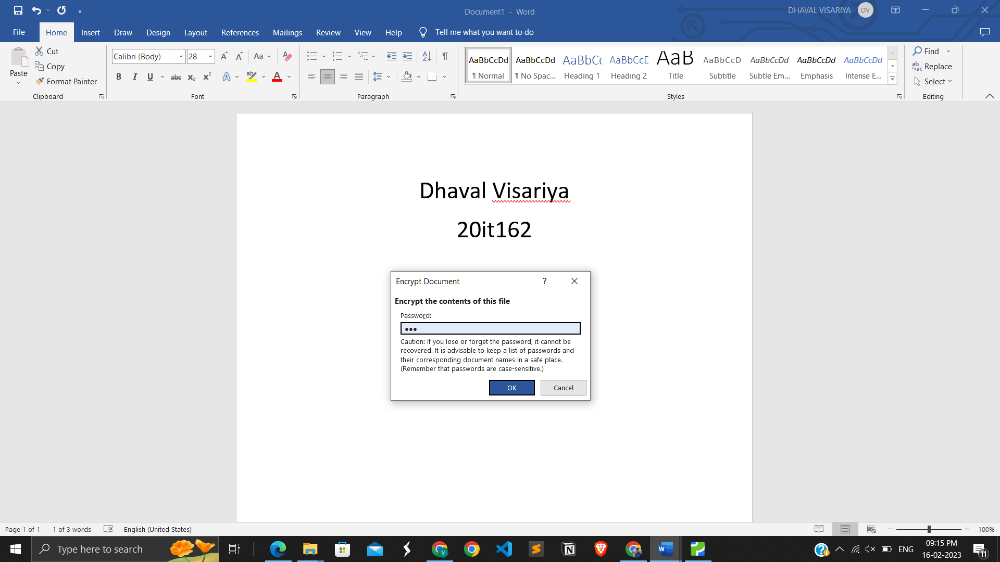 Document1 - Word
DHAVAL VISARIYA DV
File Home Insert Draw Design Layout References Mailings Review View Help Tell me what you want to do
Paste
Cut
Copy
Format Painter
Clipboard
Calibri (Body) 28
Font
Paragraph
AaBbCcDd AaBbCcDd AaBbCc AaBbCcD AaB AaBbCcD AaBbCcDd AaBbCcDd AaBbCcDd
¶ Normal ¶ No Spac... Heading 1 Heading 2 Title Subtitle Subtle Em... Emphasis Intense E...
Styles
Find
Replace
Select
Editing
Dhaval Visariya
20it162
Encrypt Document ?
Encrypt the contents of this file
Password:
Caution: If you lose or forget the password, it cannot be
recovered. It is advisable to keep a list of passwords and
their corresponding document names in a safe place.
(Remember that passwords are case-sensitive.)
OK Cancel
Page 1 of 1 1 of 3 words English (United States) 100%
Type here to search
ENG
09:15 PM
16-02-2023
11